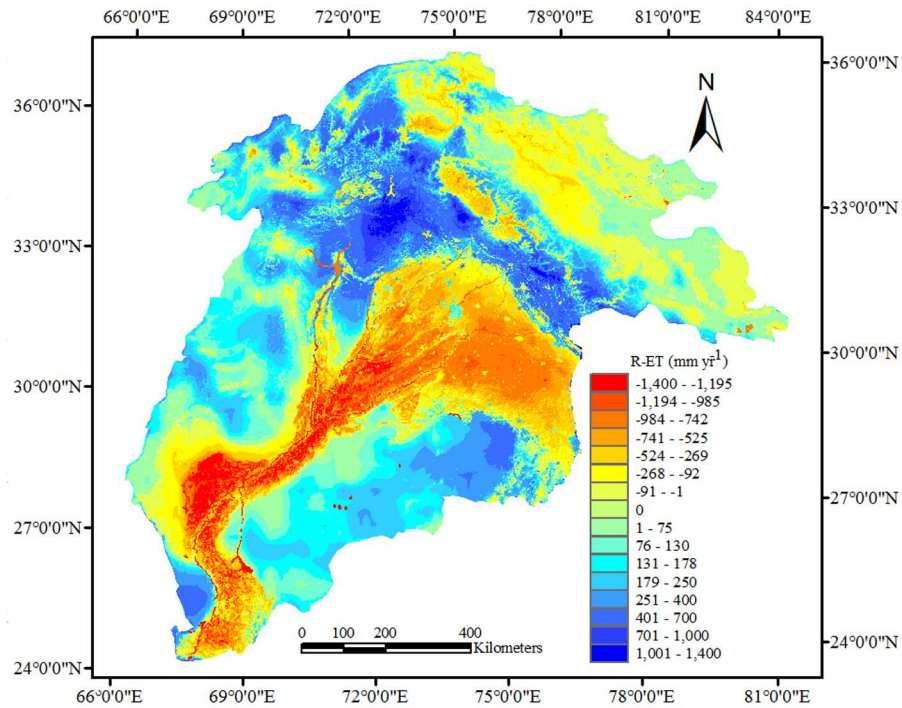 66°0'0"E 69°0'0"E 72°0'0"E 75°0'0"E 78°0'0"E 81°0'0"E 84°0'0"E
36°0'0"N
36°0'0"N
N
33°0'0"N
33°0'0"N
30°0'0"N
30°0'0"N
27°0'0"N
27°0'0"N
24°0'0"N
24°0'0"N
R-ET (mm yr̄¹)
-1,400 - -1,195
-1,194 - -985
-984 - -742
-741 - -525
-524 - -269
-268 - -92
-91 - -1
0
1 - 75
76 - 130
131 - 178
179 - 250
251 - 400
401 - 700
701 - 1,000
1,001 - 1,400
0 100 200 400
Kilometers
66°0'0"E 69°0'0"E 72°0'0"E 75°0'0"E 78°0'0"E 81°0'0"E